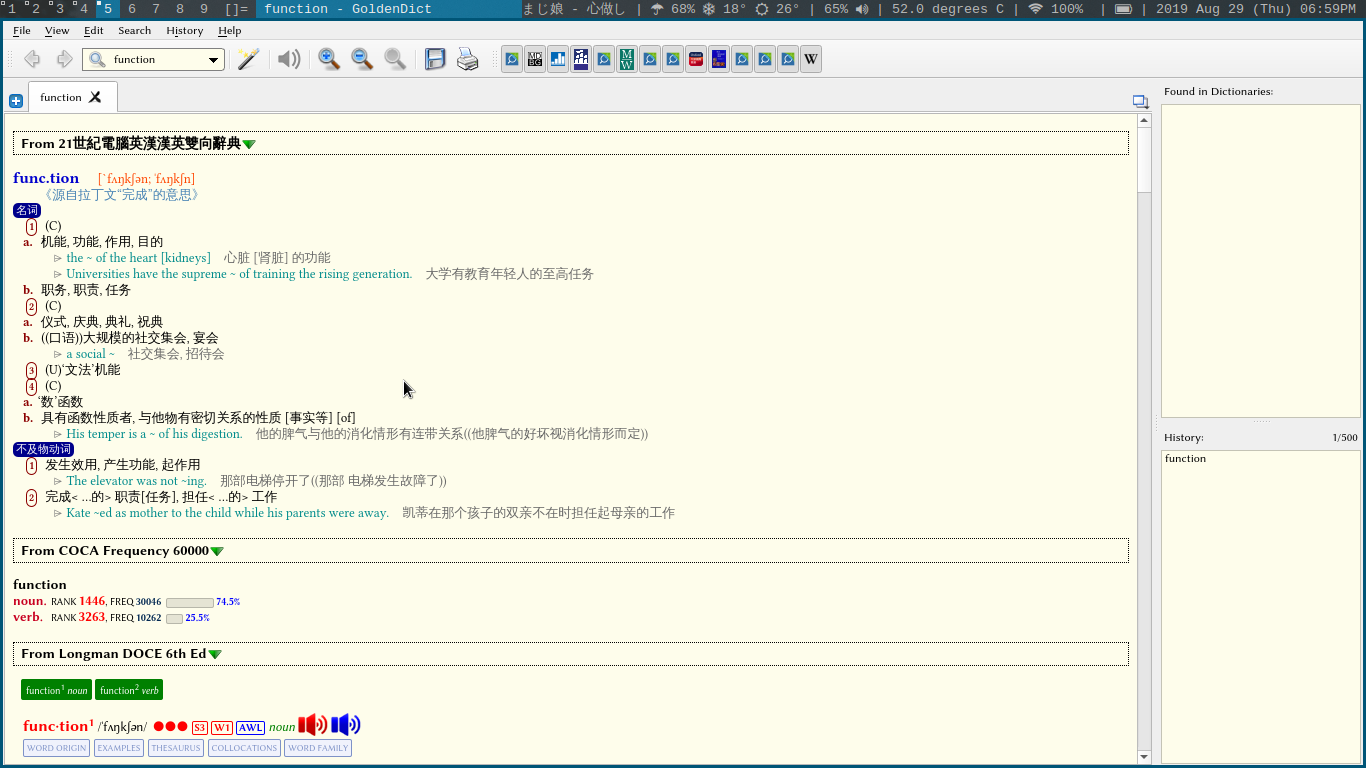 1 2 3 4 5 6 7 8 9 []= function - GoldenDict まじ娘 - 心做し | 68% 18° 26° | 65% | 52.0 degrees C | 100% | | 2019 Aug 29 (Thu) 06:59PM
File View Edit Search History Help
function
function
Found in Dictionaries:
From 21世紀電腦英漢漢英雙向辭典
func.tion [ˋfʌŋkʃən; ˈfʌŋkʃn]
《源自拉丁文“完成”的意思》
名词
1 (C)
a. 机能, 功能, 作用, 目的
the ~ of the heart [kidneys] 心脏 [肾脏] 的功能
Universities have the supreme ~ of training the rising generation. 大学有教育年轻人的至高任务
b. 职务, 职责, 任务
2 (C)
a. 仪式, 庆典, 典礼, 祝典
b. ((口语))大规模的社交集会, 宴会
a social ~ 社交集会, 招待会
3 (U)‘文法’机能
4 (C)
a. ‘数’函数
b. 具有函数性质者, 与他物有密切关系的性质 [事实等] [of]
His temper is a ~ of his digestion. 他的脾气与他的消化情形有连带关系((他脾气的好坏视消化情形而定))
不及物动词
1 发生效用, 产生功能, 起作用
The elevator was not ~ing. 那部电梯停开了((那部 电梯发生故障了))
2 完成< …的> 职责[任务], 担任< …的> 工作
Kate ~ed as mother to the child while his parents were away. 凯蒂在那个孩子的双亲不在时担任起母亲的工作
History: 1/500
function
From COCA Frequency 60000
function
noun. RANK 1446, FREQ 30046 74.5%
verb. RANK 3263, FREQ 10262 25.5%
From Longman DOCE 6th Ed
function1 noun function2 verb
func·tion1 /ˈfʌŋkʃən/ ●●● S3 W1 AWL noun
WORD ORIGIN EXAMPLES THESAURUS COLLOCATIONS WORD FAMILY